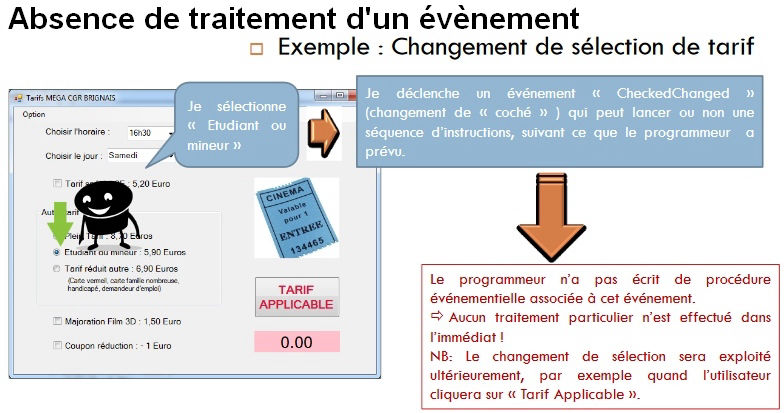 Absence de traitement d'un évènement
Exemple : Changement de sélection de tarif
Tarifs MEGA CGR BRIGNAIS
Option
Choisir l'horaire :
16h30
Choisir le jour :
Samedi
5,20 Euro
Plein Tarif : 8,70 Euros
Etudiant ou mineur : 5,90 Euros
Tarif réduit autre : 6,90 Euros
(Carte vermeil, carte famille nombreuse,
handicapé, demandeur d'emploi)
Majoration Film 3D : 1,50 Euro
Coupon réduction : - 1 Euro
Je sélectionne
« Etudiant ou
mineur »
CINEMA
Valable
pour 1
ENTREE
134465
TARIF
APPLICABLE
0.00
Je déclenche un événement « CheckedChanged »
(changement de « coché » ) qui peut lancer ou non une
séquence d'instructions, suivant ce que le programmeur a
prévu.
Le programmeur n'a pas écrit de procédure
événementielle associée à cet événement.
⇨ Aucun traitement particulier n'est effectué dans
l'immédiat !
NB: Le changement de sélection sera exploité
ultérieurement, par exemple quand l'utilisateur
cliquera sur « Tarif Applicable ».